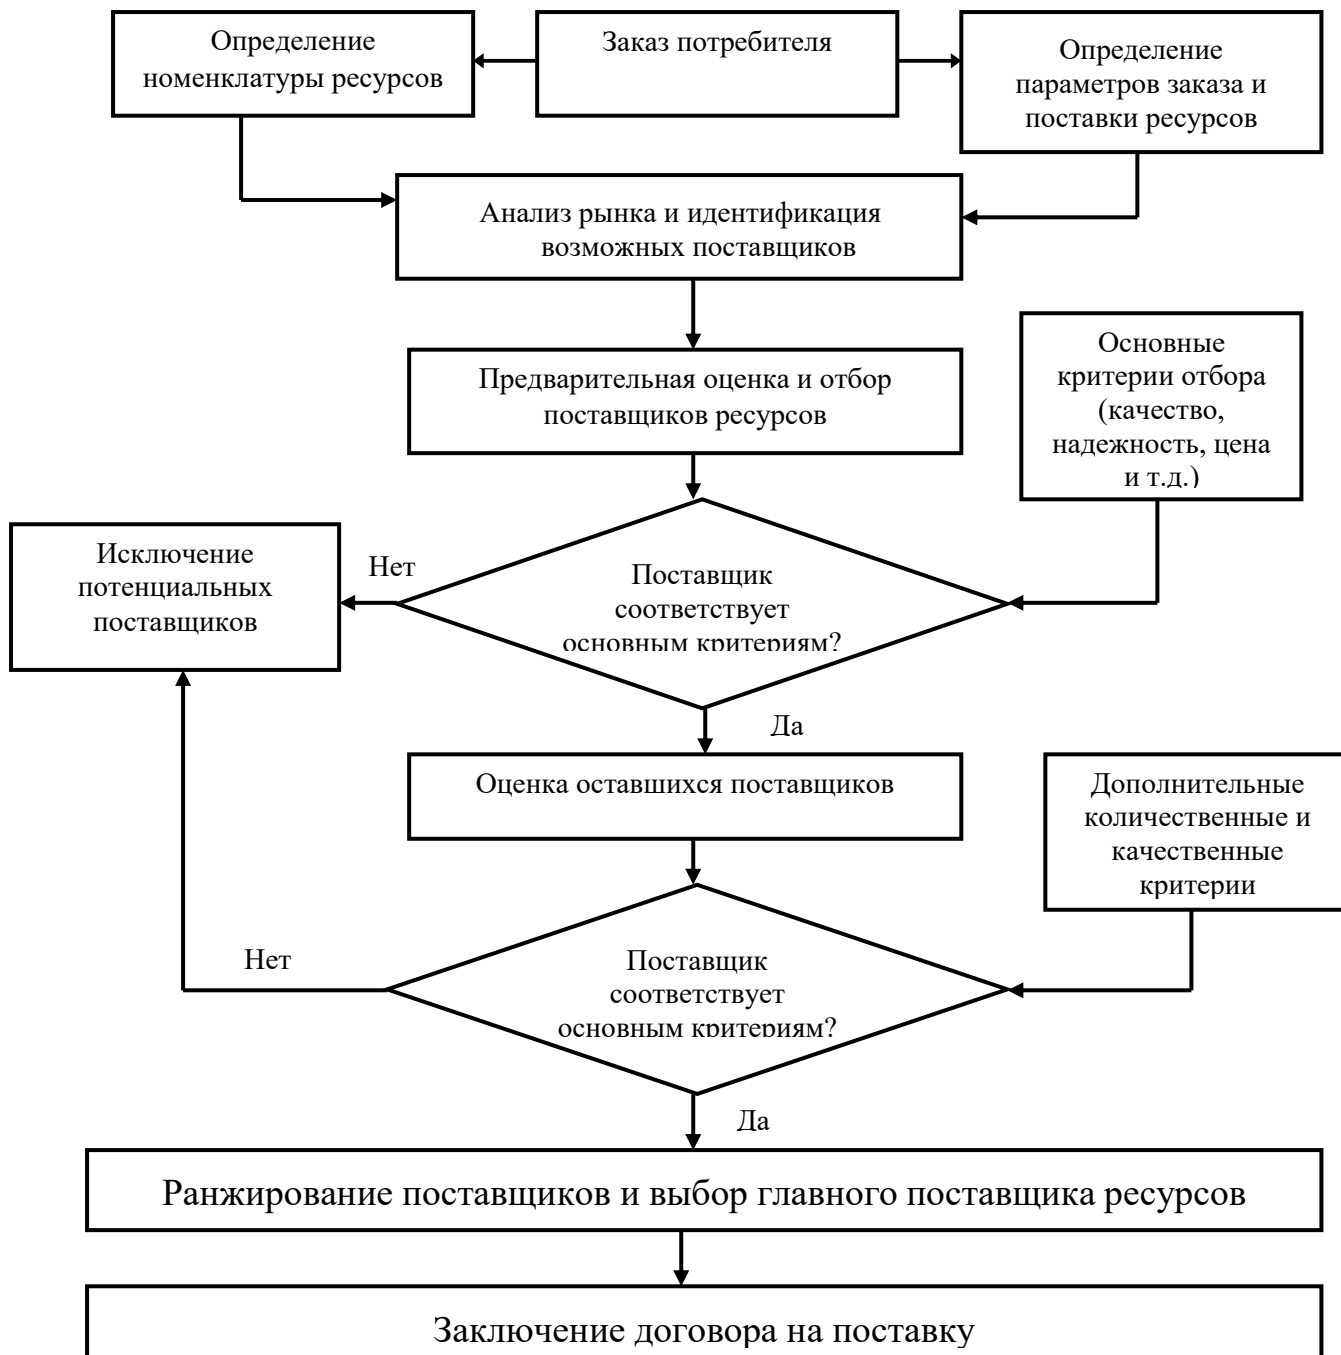 Определение
номенклатуры ресурсов
Заказ потребителя
Определение
параметров заказа и
поставки ресурсов
Анализ рынка и идентификация
возможных поставщиков
Предварительная оценка и отбор
поставщиков ресурсов
Основные
критерии отбора
(качество,
надежность, цена
и т.д.)
Исключение
потенциальных
поставщиков
Нет
Поставщик
соответствует
основным критериям?
Да
Оценка оставшихся поставщиков
Дополнительные
количественные и
качественные
критерии
Нет
Поставщик
соответствует
основным критериям?
Да
Ранжирование поставщиков и выбор главного поставщика ресурсов
Заключение договора на поставку